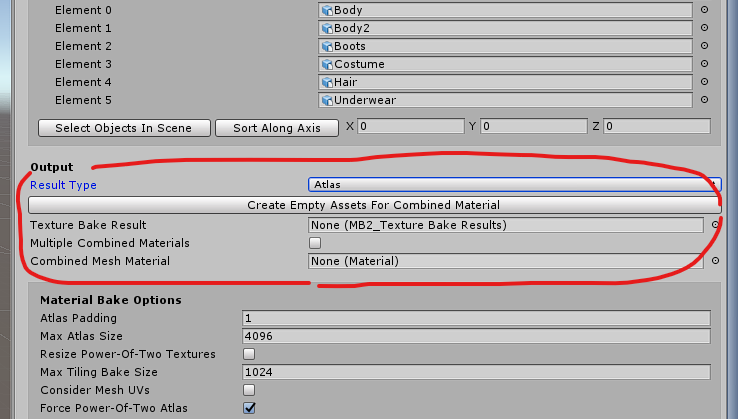 Element 0 Body
Element 1 Body2
Element 2 Boots
Element 3 Costume
Element 4 Hair
Element 5 Underwear
Select Objects In Scene Sort Along Axis X 0 Y 0 Z 0
Output
Result Type Atlas
Create Empty Assets For Combined Material
Texture Bake Result None (MB2_Texture Bake Results)
Multiple Combined Materials
Combined Mesh Material None (Material)
Material Bake Options
Atlas Padding 1
Max Atlas Size 4096
Resize Power-Of-Two Textures
Max Tiling Bake Size 1024
Consider Mesh UVs
Force Power-Of-Two Atlas